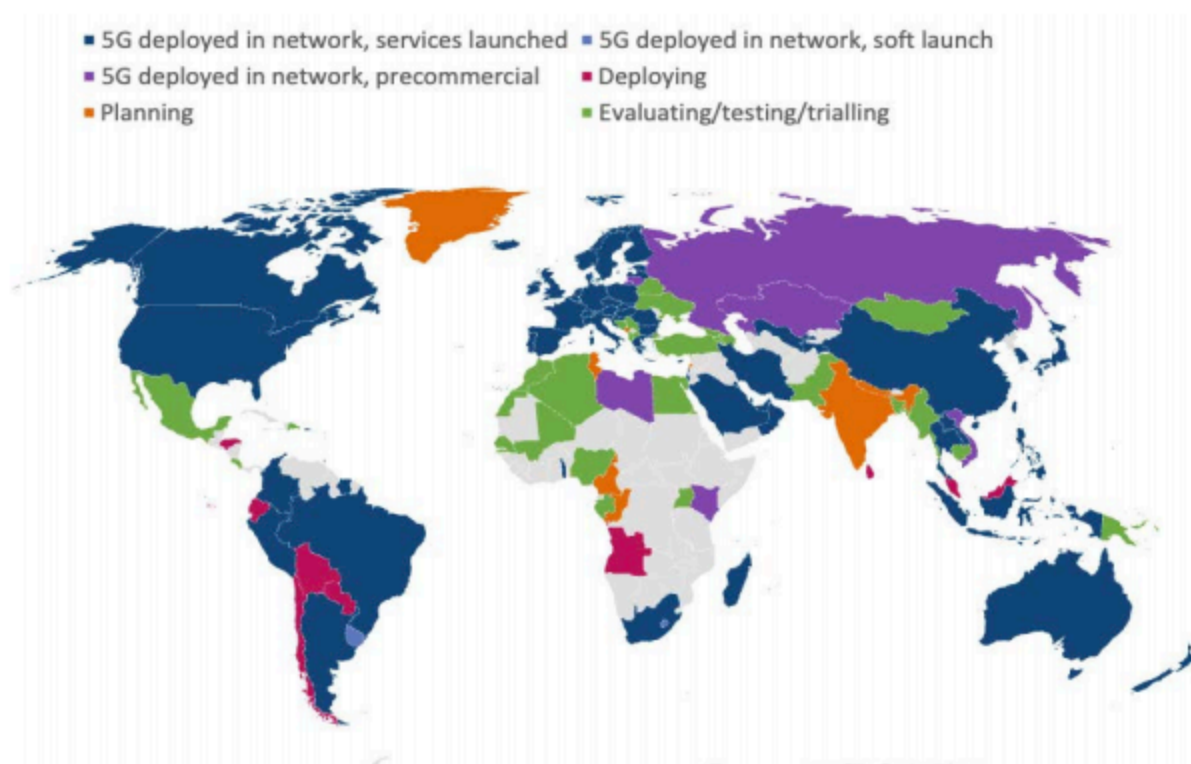 5G deployed in network, services launched 5G deployed in network, soft launch
5G deployed in network, precommercial Deploying
Planning Evaluating/testing/trialling